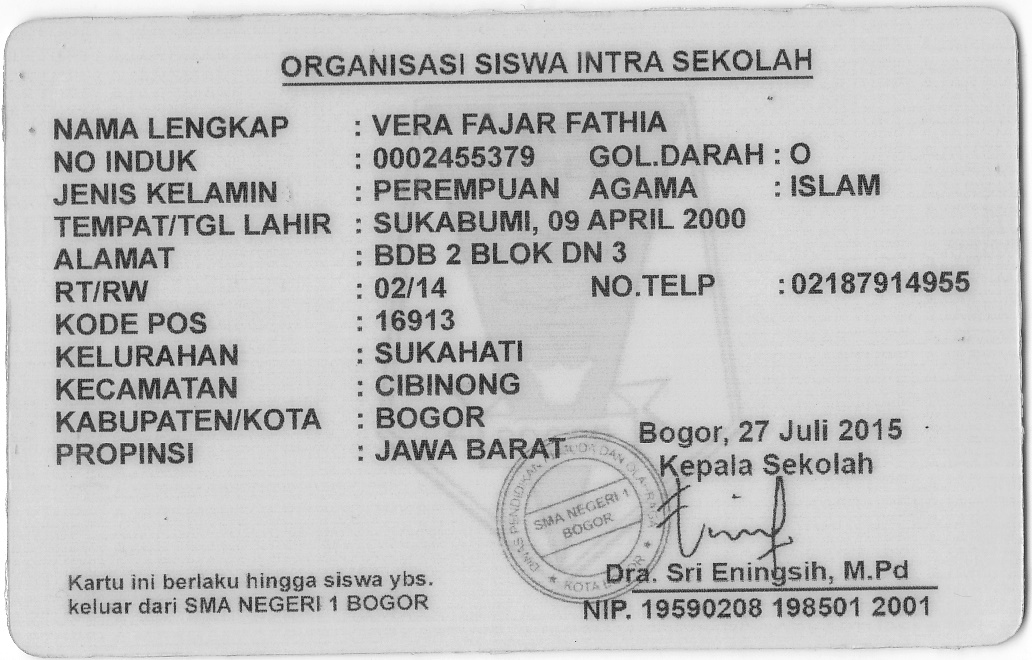 ORGANISASI SISWA INTRA SEKOLAH
NAMA LENGKAP : VERA FAJAR FATHIA
NO INDUK : 0002455379 GOL.DARAH : O
JENIS KELAMIN : PEREMPUAN AGAMA : ISLAM
TEMPAT/TGL LAHIR : SUKABUMI, 09 APRIL 2000
ALAMAT : BDB 2 BLOK DN 3
RT/RW : 02/14 NO.TELP : 02187914955
KODE POS : 16913
KELURAHAN : SUKAHATI
KECAMATAN : CIBINONG
KABUPATEN/KOTA : BOGOR
PROPINSI : JAWA BARAT
Bogor, 27 Juli 2015
Kepala Sekolah
DINAS PENDIDIKAN DAN OLAHRAGA
SMA NEGERI 1
BOGOR
KOTA
Dra. Sri Eningsih, M.Pd
NIP. 19590208 198501 2001
Kartu ini berlaku hingga siswa ybs.
keluar dari SMA NEGERI 1 BOGOR